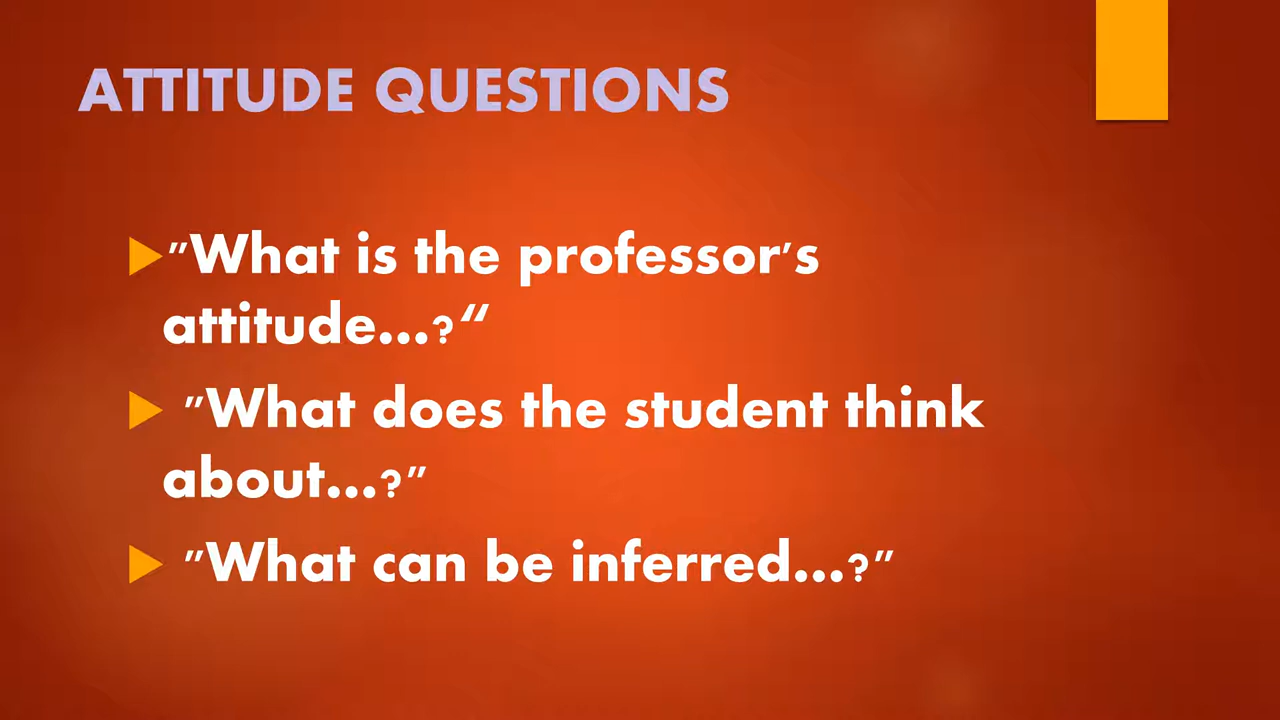 ATTITUDE QUESTIONS
"What is the professor's
attitude...?“
"What does the student think
about...?"
"What can be inferred...?"